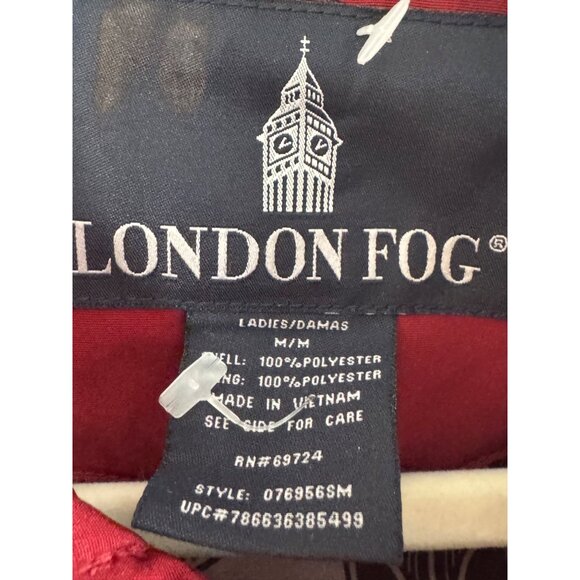 LONDON FOG®
LADIES/DAMAS
M/M
100%POLYESTER
100%POLYESTER
MADE IN VIETNAM
SEE SIDE FOR CARE
RN#69724
STYLE: 076956SM
UPC#786636385499